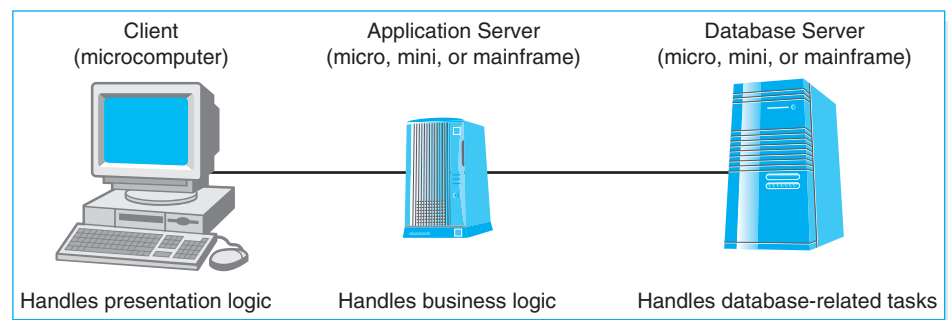 Client
(microcomputer)
Application Server
(micro, mini, or mainframe)
Database Server
(micro, mini, or mainframe)
Handles presentation logic
Handles business logic
Handles database-related tasks